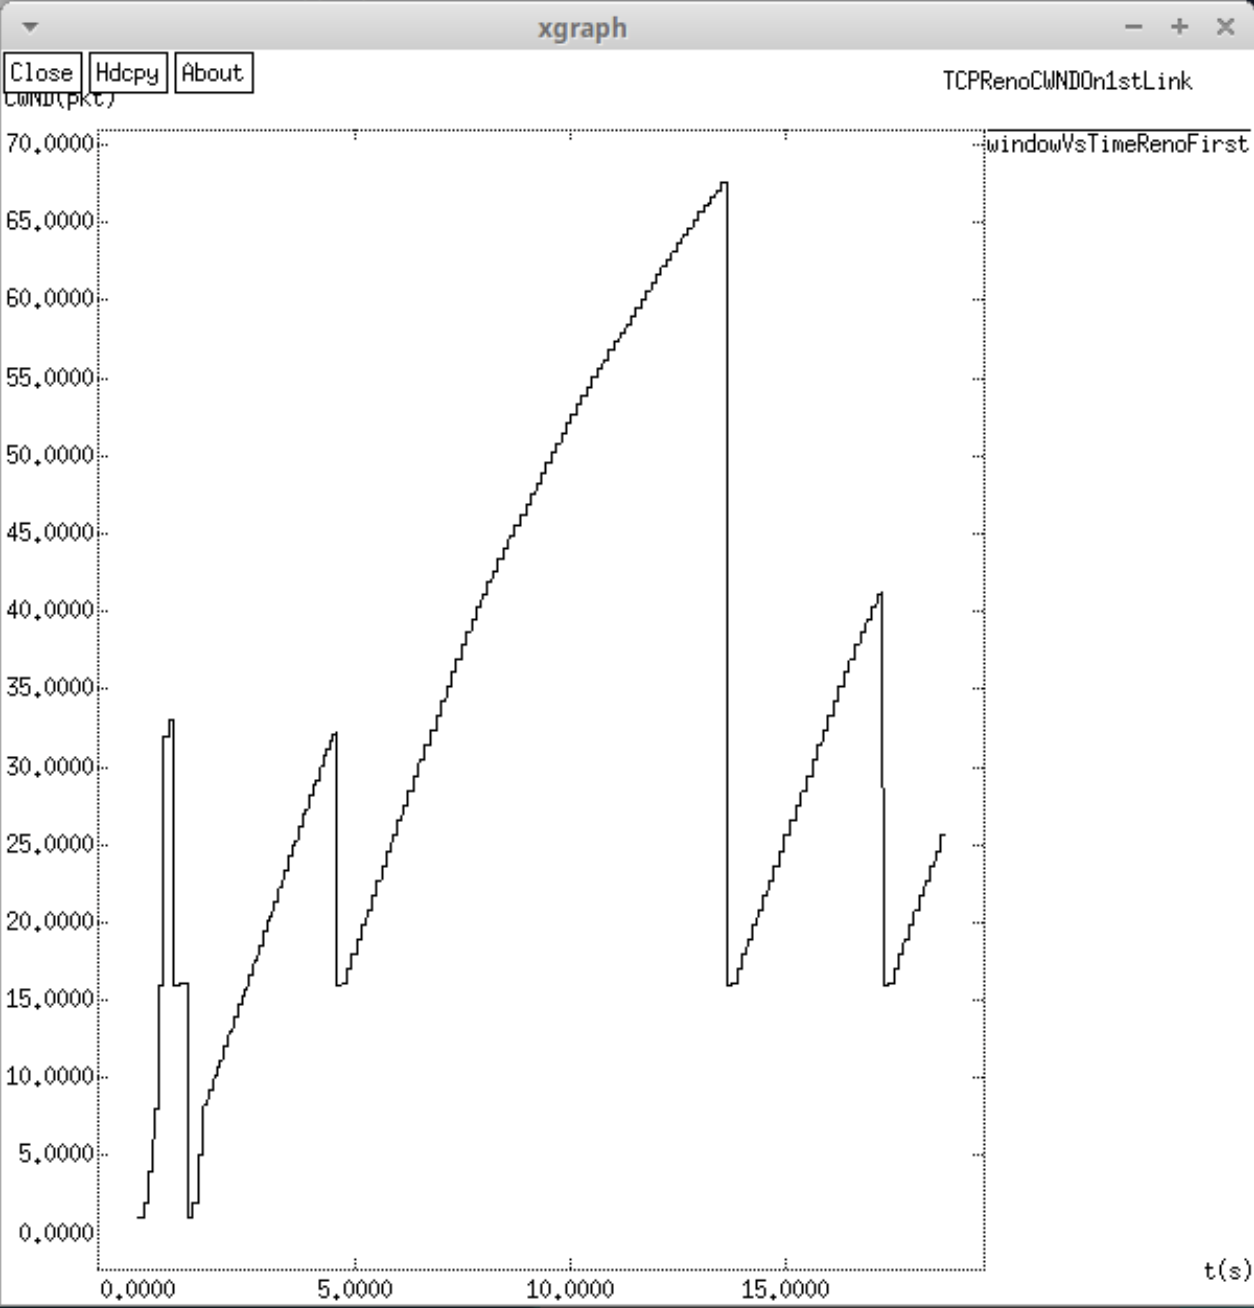 xgraph
Close Hdcpy About
TCPRenoCWNDOn1stLink
CWND(pkt)
windowVsTimeRenoFirst
70.0000
65.0000
60.0000
55.0000
50.0000
45.0000
40.0000
35.0000
30.0000
25.0000
20.0000
15.0000
10.0000
5.0000
0.0000
t(s)
0.0000 5.0000 10.0000 15.0000